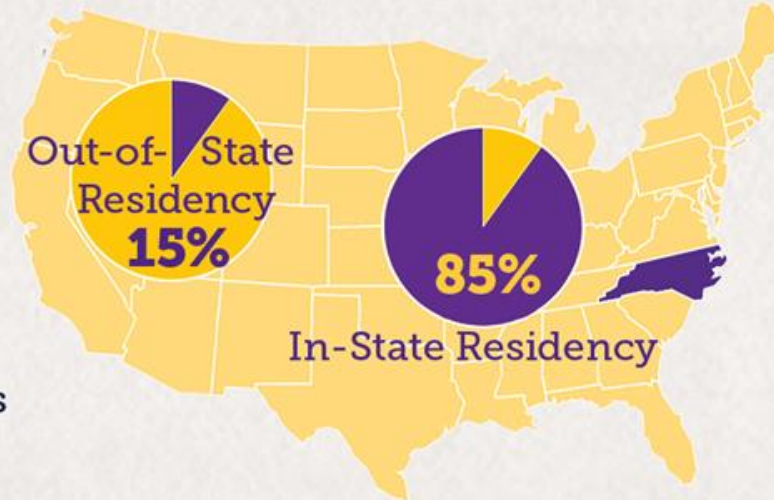 Out-of- State
Residency
15%
85%
In-State Residency
s